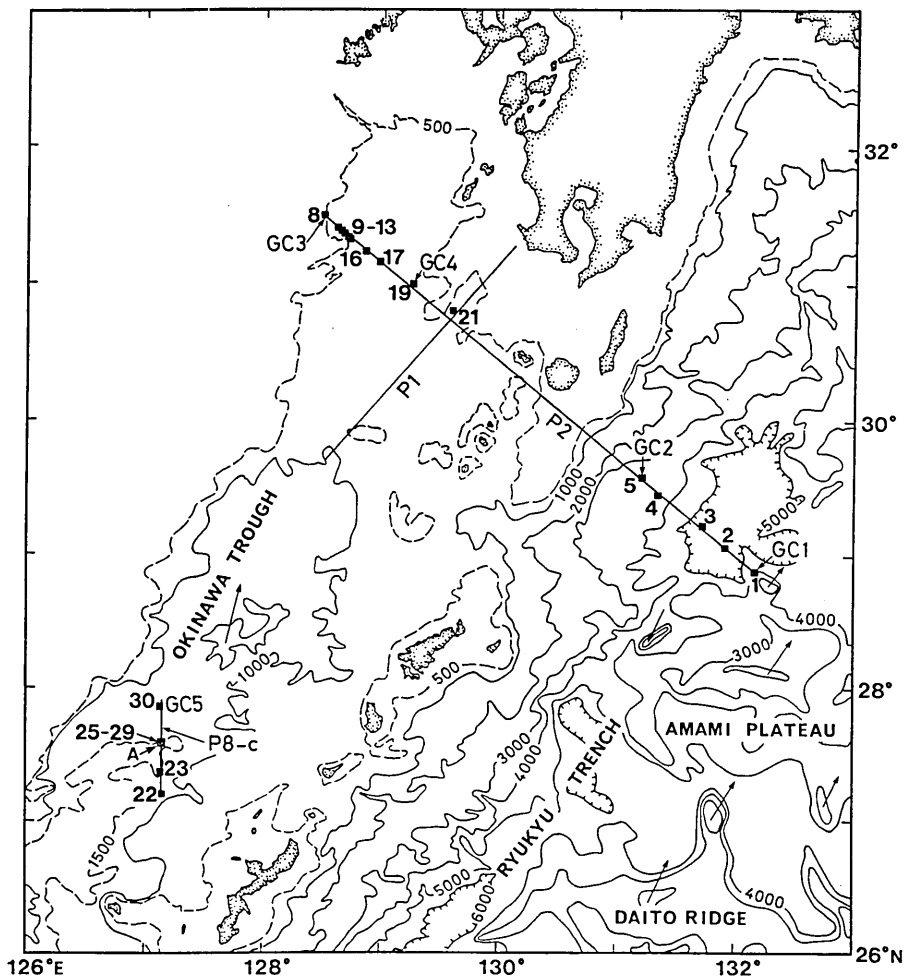 500
32°
8
9-13
GC3
16
17
GC4
19
21
P1
P2
30°
GC2
1000
2000
5
4
3
2
5000
GC1
1
OKINAWA TROUGH
4000
3000
1000
500
30
GC5
28°
25-29
P8-c
A
AMAMI PLATEAU
23
3000
4000
22
RYUKYU TRENCH
1500
5000
6000
4000
DAITO RIDGE
126°E
128°
130°
132°
26°N